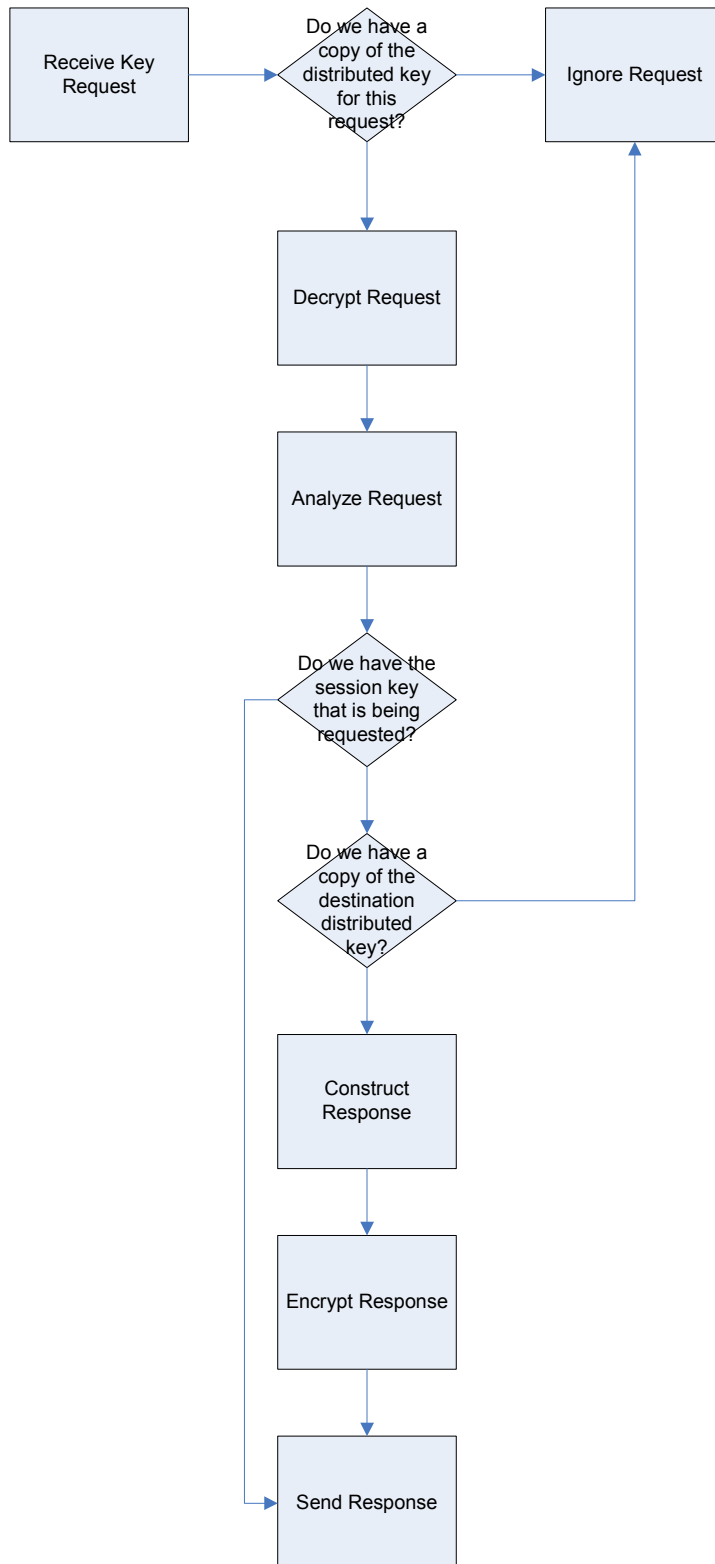 Receive Key
Request
Do we have a
copy of the
distributed key
for this
request?
Ignore Request
Decrypt Request
Analyze Request
Do we have the
session key
that is being
requested?
Do we have a
copy of the
destination
distributed
key?
Construct
Response
Encrypt Response
Send Response